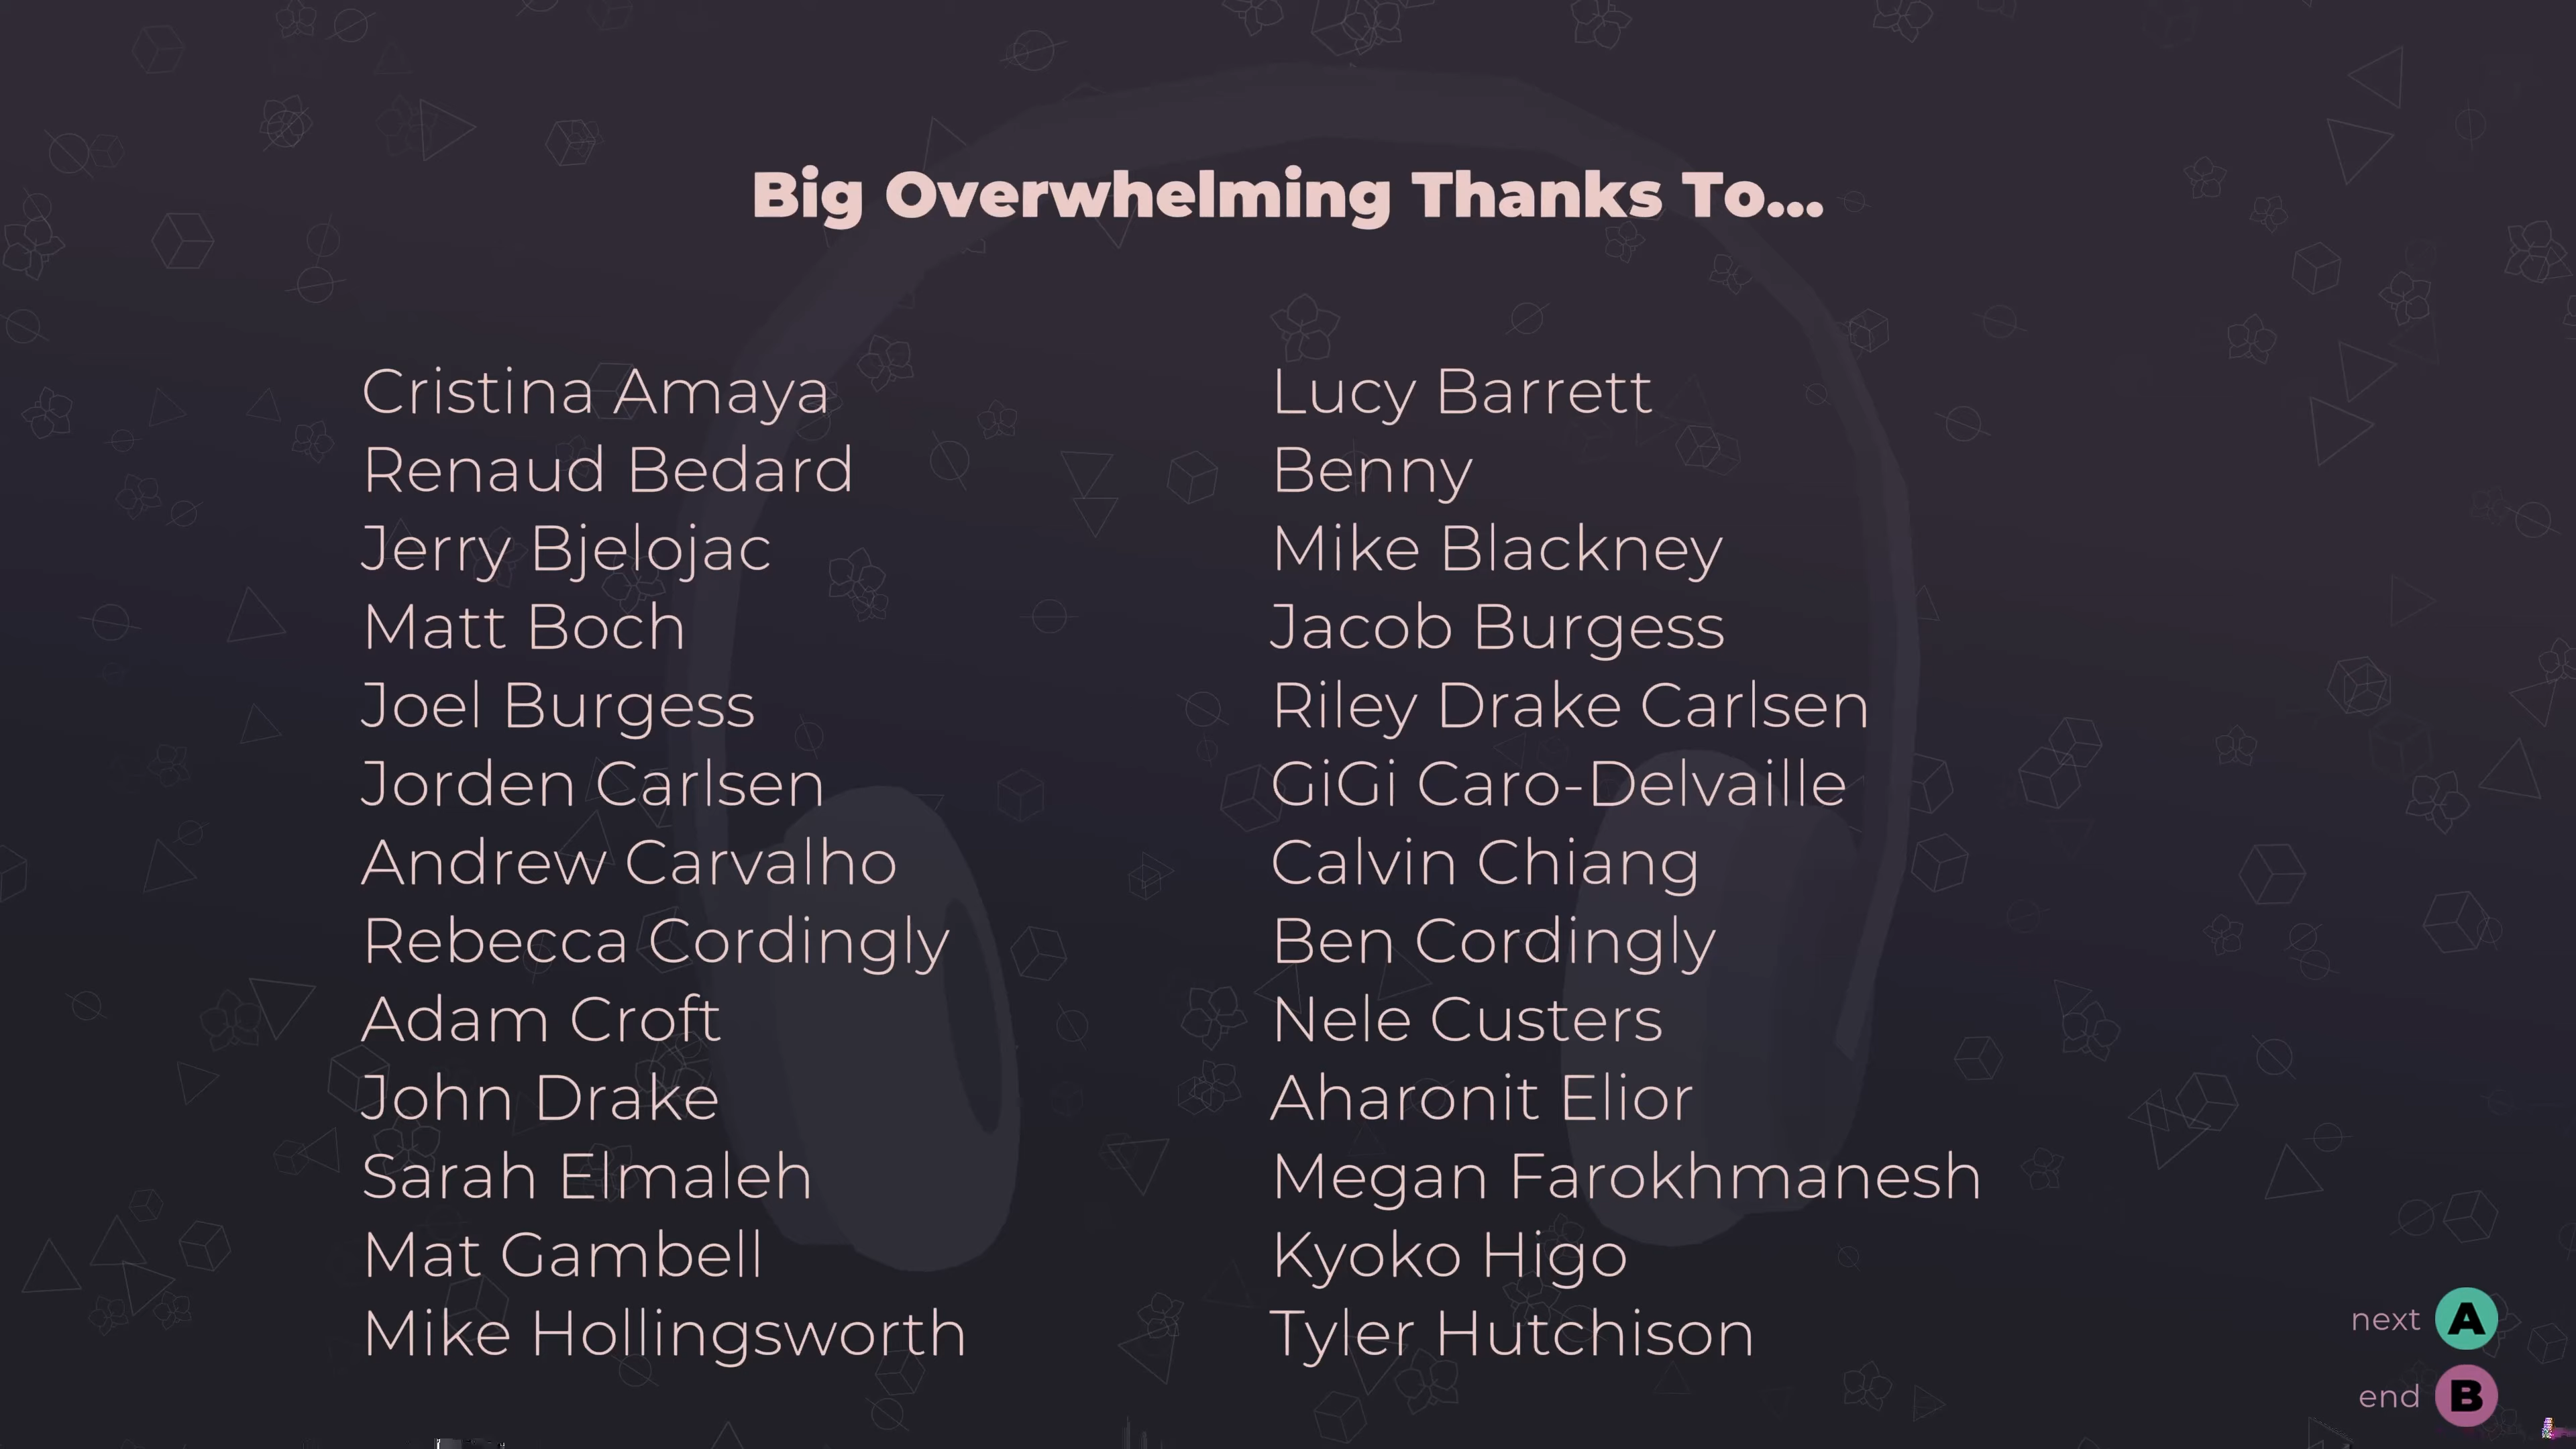 Big Overwhelming Thanks To...
Cristina Amaya
Lucy Barrett
Renaud Bedard
Benny
Jerry Bjelojac
Mike Blackney
Matt Boch
Jacob Burgess
Joel Burgess
Riley Drake Carlsen
Jorden Carlsen
GiGi Caro-Delvaille
Andrew Carvalho
Calvin Chiang
Rebecca Cordingly
Ben Cordingly
Adam Croft
Nele Custers
John Drake
Aharonit Elior
Sarah Elmaleh
Megan Farokhmanesh
Mat Gambell
Kyoko Higo
Mike Hollingsworth
Tyler Hutchison
next A
end B